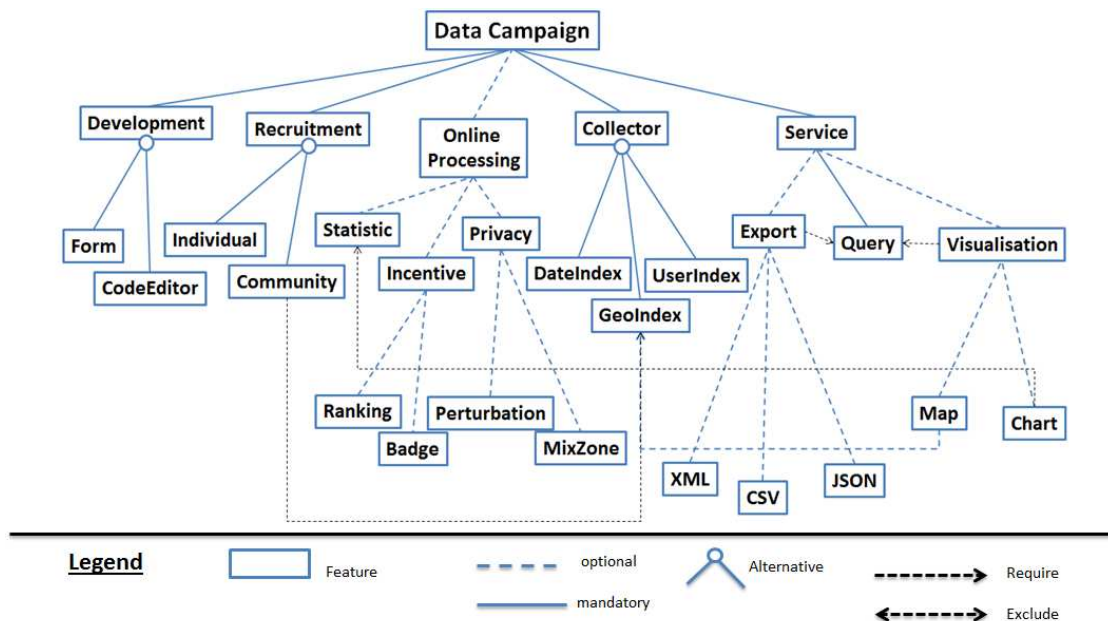 Data Campaign
Development
Recruitment
Online
Processing
Collector
Service
Form
CodeEditor
Individual
Community
Statistic
Incentive
Privacy
DateIndex
GeoIndex
UserIndex
Export
Query
Visualisation
Ranking
Badge
Perturbation
MixZone
XML
CSV
JSON
Map
Chart
Legend
Feature
optional
mandatory
Alternative
Require
Exclude